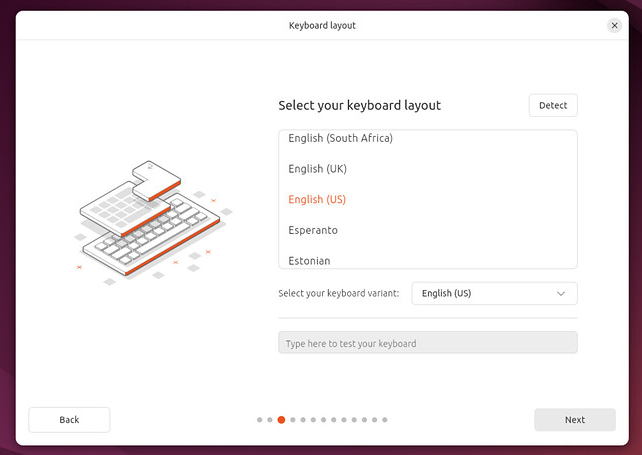 Keyboard layout
Select your keyboard layout
Detect
English (South Africa)
English (UK)
English (US)
Esperanto
Estonian
Select your keyboard variant:
English (US)
Type here to test your keyboard
Back
Next